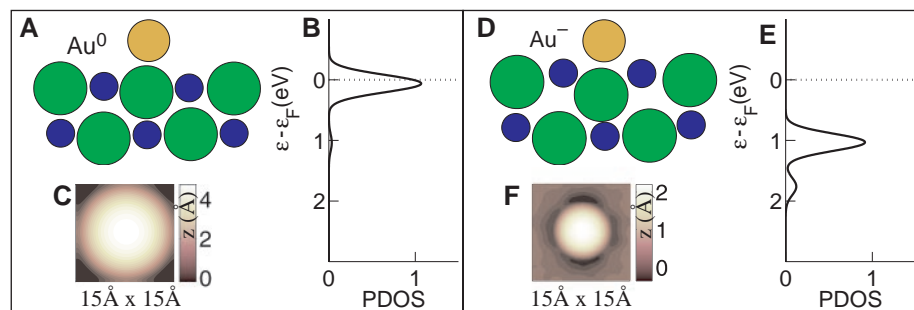 A
Au⁰
B
ε - ε_F (eV)
0
1
2
0
1
PDOS
C
4
2
0
z (Å)
15Å x 15Å
D
Au⁻
E
ε - ε_F (eV)
0
1
2
0
1
PDOS
F
2
1
0
z (Å)
15Å x 15Å